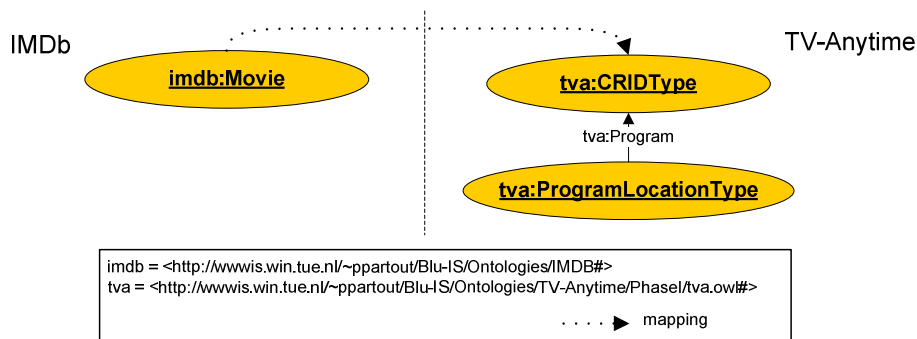 IMDb
TV-Anytime
imdb:Movie
tva:CRIDType
tva:Program
tva:ProgramLocationType
imdb = <http://wwwis.win.tue.nl/~ppartout/Blu-IS/Ontologies/IMDB#>
tva = <http://wwwis.win.tue.nl/~ppartout/Blu-IS/Ontologies/TV-Anytime/PhaseI/tva.owl#>
mapping